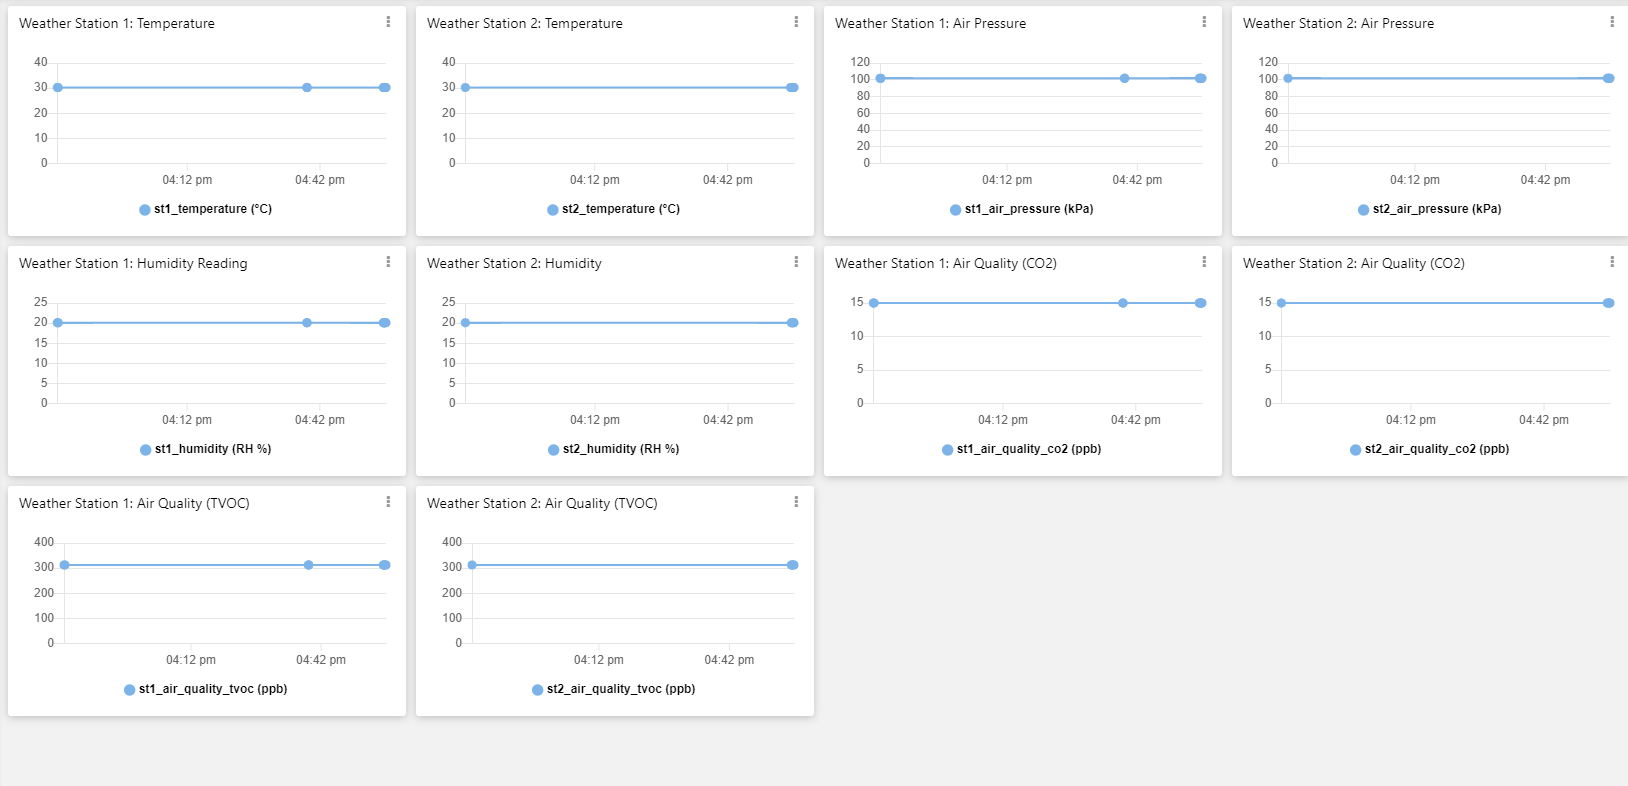 Weather Station 1: Temperature
40
30
20
10
0
04:12 pm 04:42 pm
st1_temperature (°C)
Weather Station 2: Temperature
40
30
20
10
0
04:12 pm 04:42 pm
st2_temperature (°C)
Weather Station 1: Air Pressure
120
100
80
60
40
20
0
04:12 pm 04:42 pm
st1_air_pressure (kPa)
Weather Station 2: Air Pressure
120
100
80
60
40
20
0
04:12 pm 04:42 pm
st2_air_pressure (kPa)
Weather Station 1: Humidity Reading
25
20
15
10
5
0
04:12 pm 04:42 pm
st1_humidity (RH %)
Weather Station 2: Humidity
25
20
15
10
5
0
04:12 pm 04:42 pm
st2_humidity (RH %)
Weather Station 1: Air Quality (CO2)
15
10
5
0
04:12 pm 04:42 pm
st1_air_quality_co2 (ppb)
Weather Station 2: Air Quality (CO2)
15
10
5
0
04:12 pm 04:42 pm
st2_air_quality_co2 (ppb)
Weather Station 1: Air Quality (TVOC)
400
300
200
100
0
04:12 pm 04:42 pm
st1_air_quality_tvoc (ppb)
Weather Station 2: Air Quality (TVOC)
400
300
200
100
0
04:12 pm 04:42 pm
st2_air_quality_tvoc (ppb)